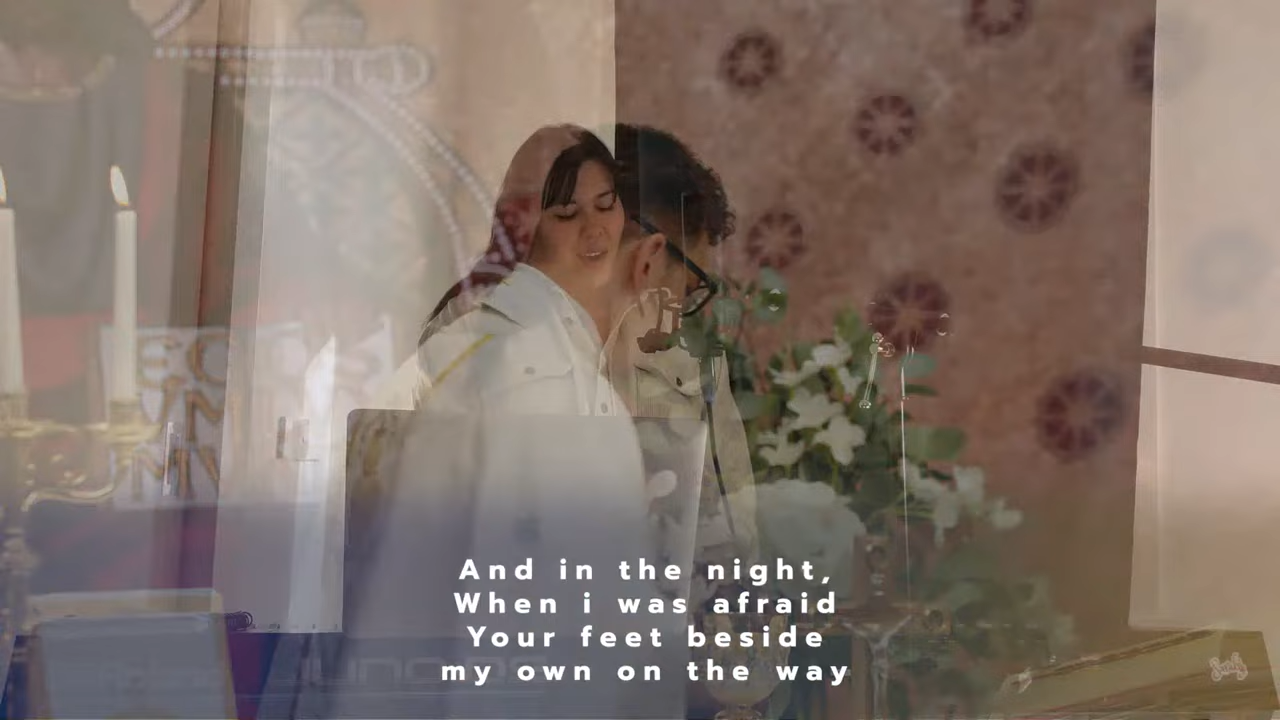 And in the night,
When i was afraid
Your feet beside
my own on the way